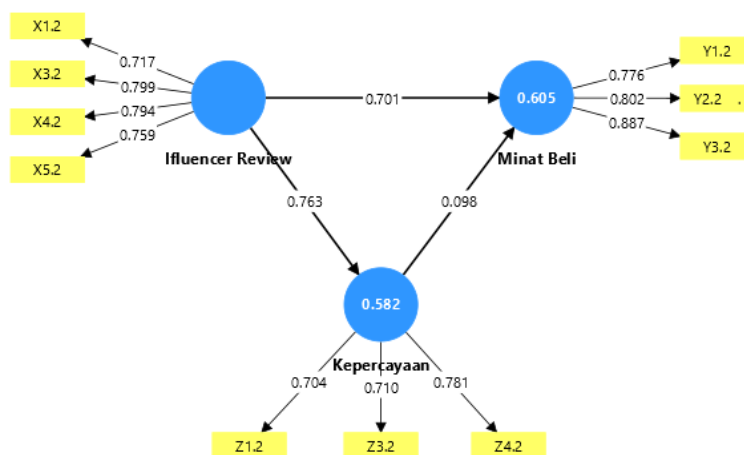 X1.2
0.717
X3.2
0.799
X4.2
0.794
X5.2
0.759
Ifluencer Review
0.701
0.605
Minat Beli
0.776
Y1.2
0.802
Y2.2 .
0.887
Y3.2
0.763
0.098
0.582
Kepercayaan
0.704
0.710
0.781
Z1.2
Z3.2
Z4.2